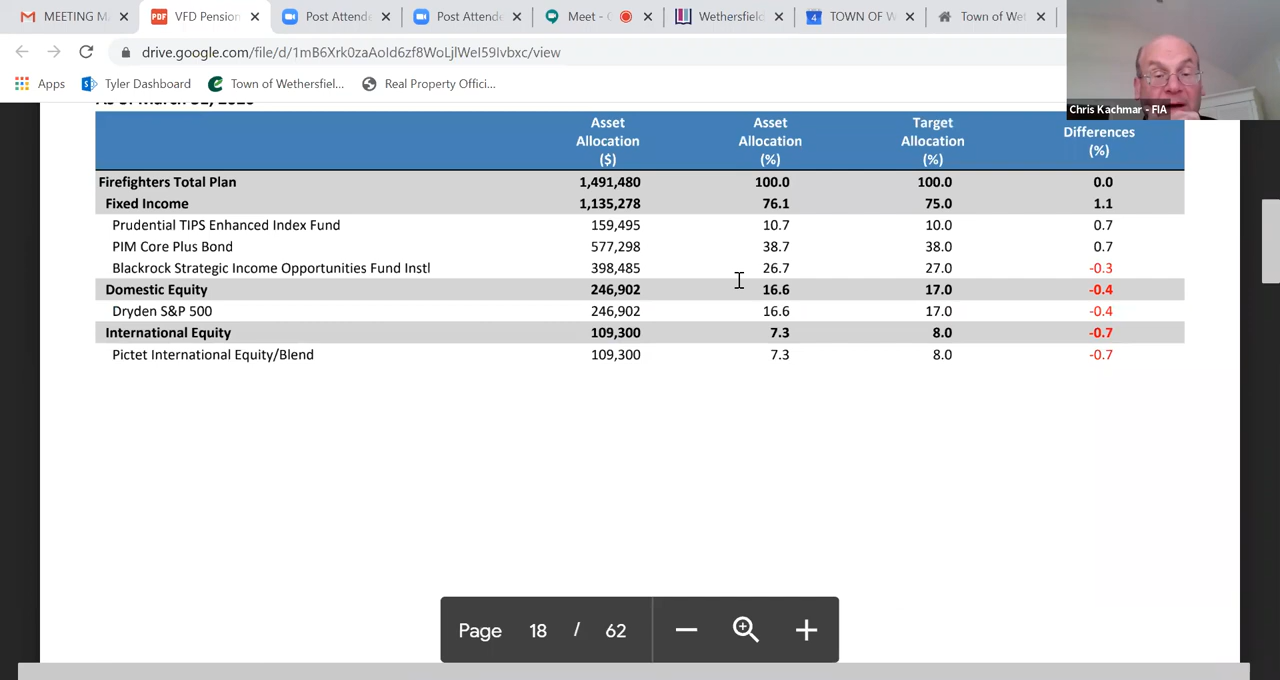 MEETING M
VFD Pension
Post Attende
Post Attende
Meet - 
Wethersfield
TOWN OF W
Town of Wet
drive.google.com/file/d/1mB6Xrk0zaAoId6zf8WoLjlWeI59Ivbxc/view
Apps
Tyler Dashboard
Town of Wethersfiel...
Real Property Offici...
Chris Kachmar - FIA
Asset Allocation ($)
Asset Allocation (%)
Target Allocation (%)
Differences (%)
Firefighters Total Plan 1,491,480 100.0 100.0 0.0
Fixed Income 1,135,278 76.1 75.0 1.1
Prudential TIPS Enhanced Index Fund 159,495 10.7 10.0 0.7
PIM Core Plus Bond 577,298 38.7 38.0 0.7
Blackrock Strategic Income Opportunities Fund Instl 398,485 26.7 27.0 -0.3
Domestic Equity 246,902 16.6 17.0 -0.4
Dryden S&P 500 246,902 16.6 17.0 -0.4
International Equity 109,300 7.3 8.0 -0.7
Pictet International Equity/Blend 109,300 7.3 8.0 -0.7
Page 18 / 62